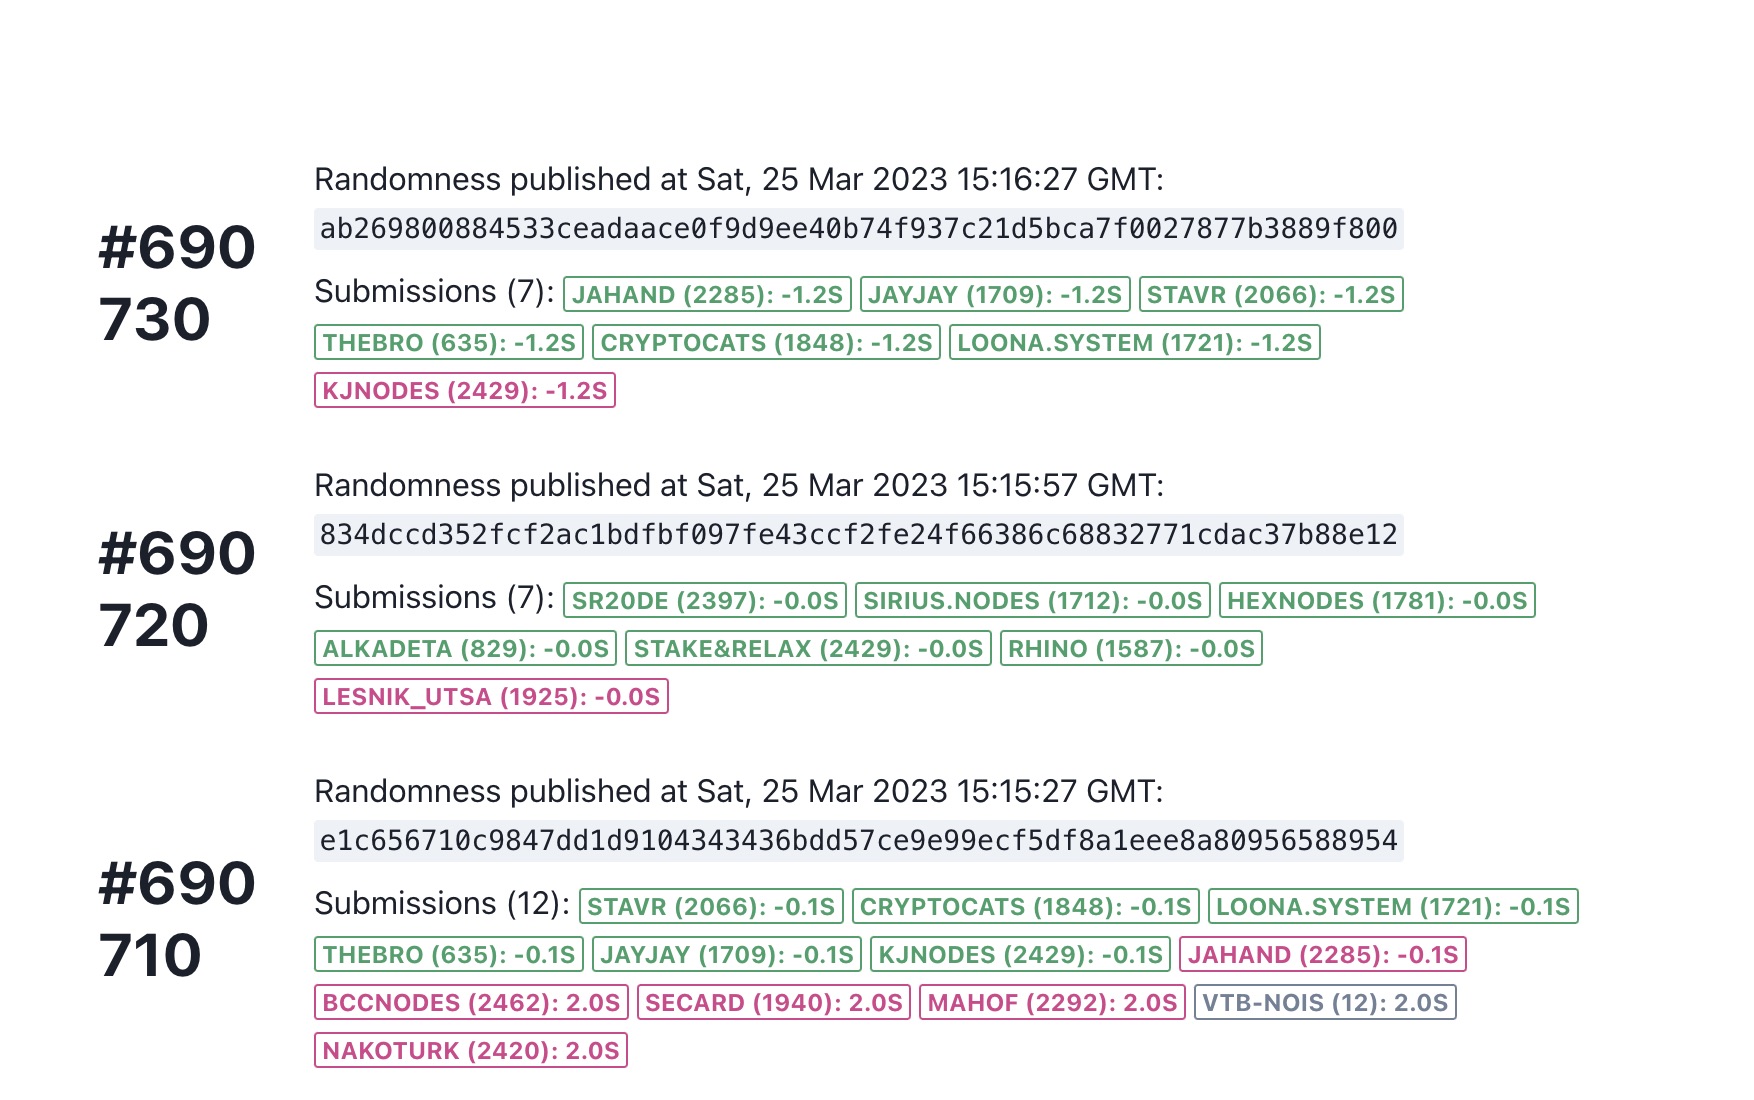 Randomness published at Sat, 25 Mar 2023 15:16:27 GMT:
#690
730
ab269800884533ceadaace0f9d9ee40b74f937c21d5bca7f0027877b3889f800
Submissions (7): JAHAND (2285): -1.2S JAYJAY (1709): -1.2S STAVR (2066): -1.2S
THEBRO (635): -1.2S CRYPTOCATS (1848): -1.2S LOONA.SYSTEM (1721): -1.2S
KJNODES (2429): -1.2S
Randomness published at Sat, 25 Mar 2023 15:15:57 GMT:
#690
720
834dccd352fcf2ac1bdfbf097fe43ccf2fe24f66386c68832771cdac37b88e12
Submissions (7): SR20DE (2397): -0.0S SIRIUS.NODES (1712): -0.0S HEXNODES (1781): -0.0S
ALKADETA (829): -0.0S STAKE&RELAX (2429): -0.0S RHINO (1587): -0.0S
LESNIK_UTSA (1925): -0.0S
Randomness published at Sat, 25 Mar 2023 15:15:27 GMT:
#690
710
e1c656710c9847dd1d9104343436bdd57ce9e99ecf5df8a1eee8a80956588954
Submissions (12): STAVR (2066): -0.1S CRYPTOCATS (1848): -0.1S LOONA.SYSTEM (1721): -0.1S
THEBRO (635): -0.1S JAYJAY (1709): -0.1S KJNODES (2429): -0.1S JAHAND (2285): -0.1S
BCCNODES (2462): 2.0S SECARD (1940): 2.0S MAHOF (2292): 2.0S VTB-NOIS (12): 2.0S
NAKOTURK (2420): 2.0S